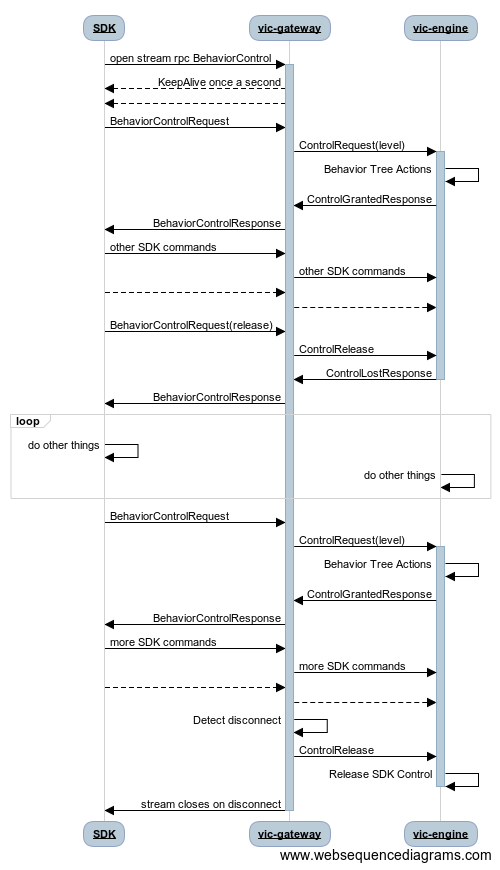 SDK
vic-gateway
vic-engine
open stream rpc BehaviorControl
KeepAlive once a second
BehaviorControlRequest
ControlRequest(level)
Behavior Tree Actions
ControlGrantedResponse
BehaviorControlResponse
other SDK commands
other SDK commands
BehaviorControlRequest(release)
ControlRelease
ControlLostResponse
BehaviorControlResponse
loop
do other things
do other things
BehaviorControlRequest
ControlRequest(level)
Behavior Tree Actions
ControlGrantedResponse
BehaviorControlResponse
more SDK commands
more SDK commands
Detect disconnect
ControlRelease
Release SDK Control
stream closes on disconnect
SDK
vic-gateway
vic-engine
www.websequencediagrams.com